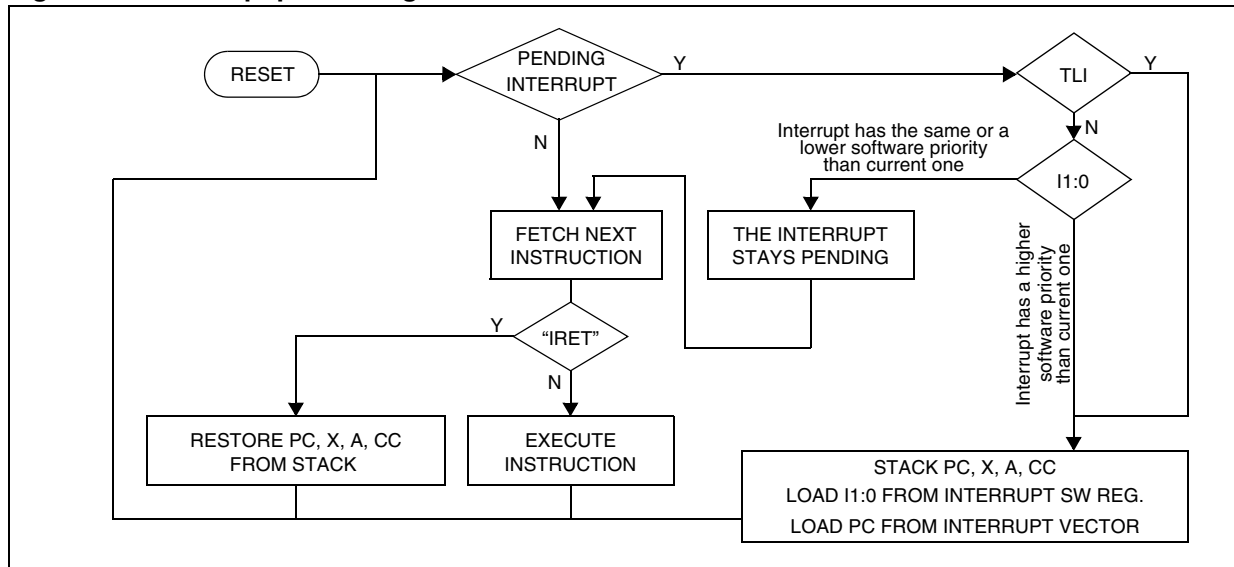 RESET
PENDING
INTERRUPT
Y
TLI
Y
N
N
Interrupt has the same or a
lower software priority
than current one
I1:0
FETCH NEXT
INSTRUCTION
THE INTERRUPT
STAYS PENDING
Interrupt has a higher
software priority
than current one
Y
“IRET”
N
RESTORE PC, X, A, CC
FROM STACK
EXECUTE
INSTRUCTION
STACK PC, X, A, CC
LOAD I1:0 FROM INTERRUPT SW REG.
LOAD PC FROM INTERRUPT VECTOR